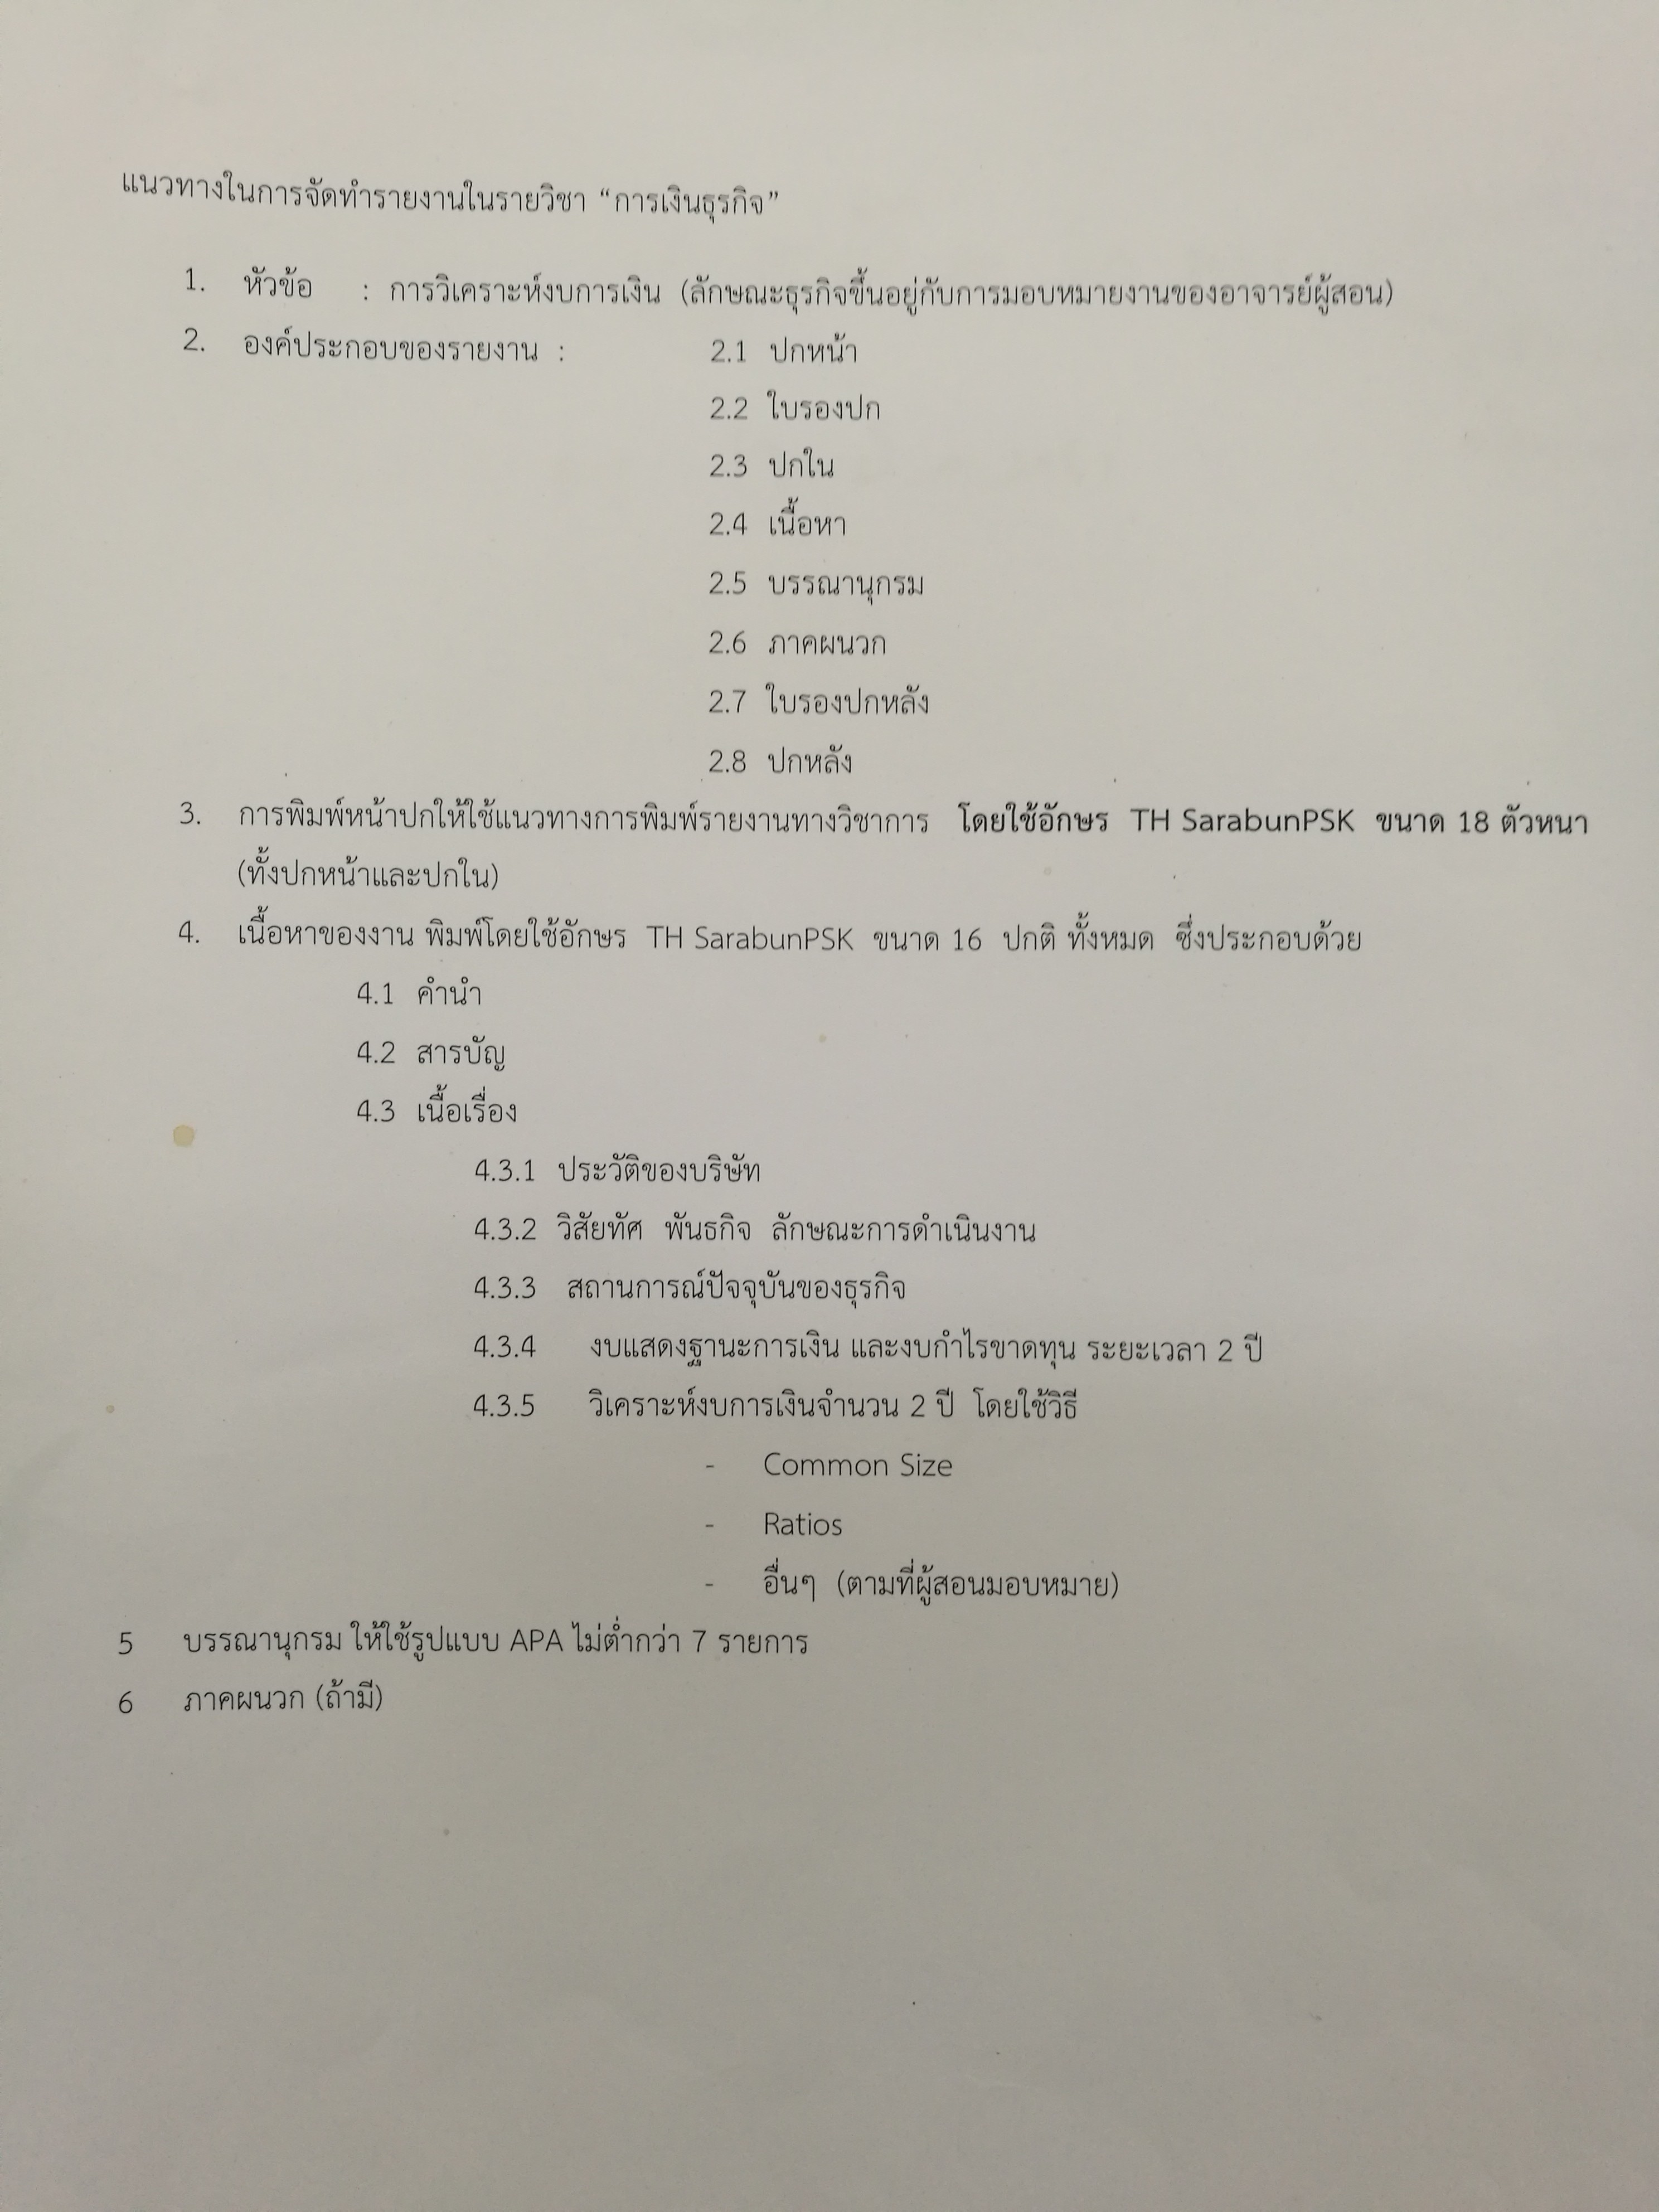 แนวทางในการจัดทำรายงานในรายวิชา “การเงินธุรกิจ”
1. หัวข้อ : การวิเคราะห์งบการเงิน (ลักษณะธุรกิจขึ้นอยู่กับการมอบหมายงานของอาจารย์ผู้สอน)
2. องค์ประกอบของรายงาน : 2.1 ปกหน้า
2.2 ใบรองปก
2.3 ปกใน
2.4 เนื้อหา
2.5 บรรณานุกรม
2.6 ภาคผนวก
2.7 ใบรองปกหลัง
2.8 ปกหลัง
3. การพิมพ์หน้าปกให้ใช้แนวทางการพิมพ์รายงานทางวิชาการ โดยใช้อักษร TH SarabunPSK ขนาด 18 ตัวหนา
(ทั้งปกหน้าและปกใน)
4. เนื้อหาของงาน พิมพ์โดยใช้อักษร TH SarabunPSK ขนาด 16 ปกติ ทั้งหมด ซึ่งประกอบด้วย
4.1 คำนำ
4.2 สารบัญ
4.3 เนื้อเรื่อง
4.3.1 ประวัติของบริษัท
4.3.2 วิสัยทัศ พันธกิจ ลักษณะการดำเนินงาน
4.3.3 สถานการณ์ปัจจุบันของธุรกิจ
4.3.4 งบแสดงฐานะการเงิน และงบกำไรขาดทุน ระยะเวลา 2 ปี
4.3.5 วิเคราะห์งบการเงินจำนวน 2 ปี โดยใช้วิธี
- Common Size
- Ratios
- อื่นๆ (ตามที่ผู้สอนมอบหมาย)
5 บรรณานุกรม ให้ใช้รูปแบบ APA ไม่ต่ำกว่า 7 รายการ
6 ภาคผนวก (ถ้ามี)